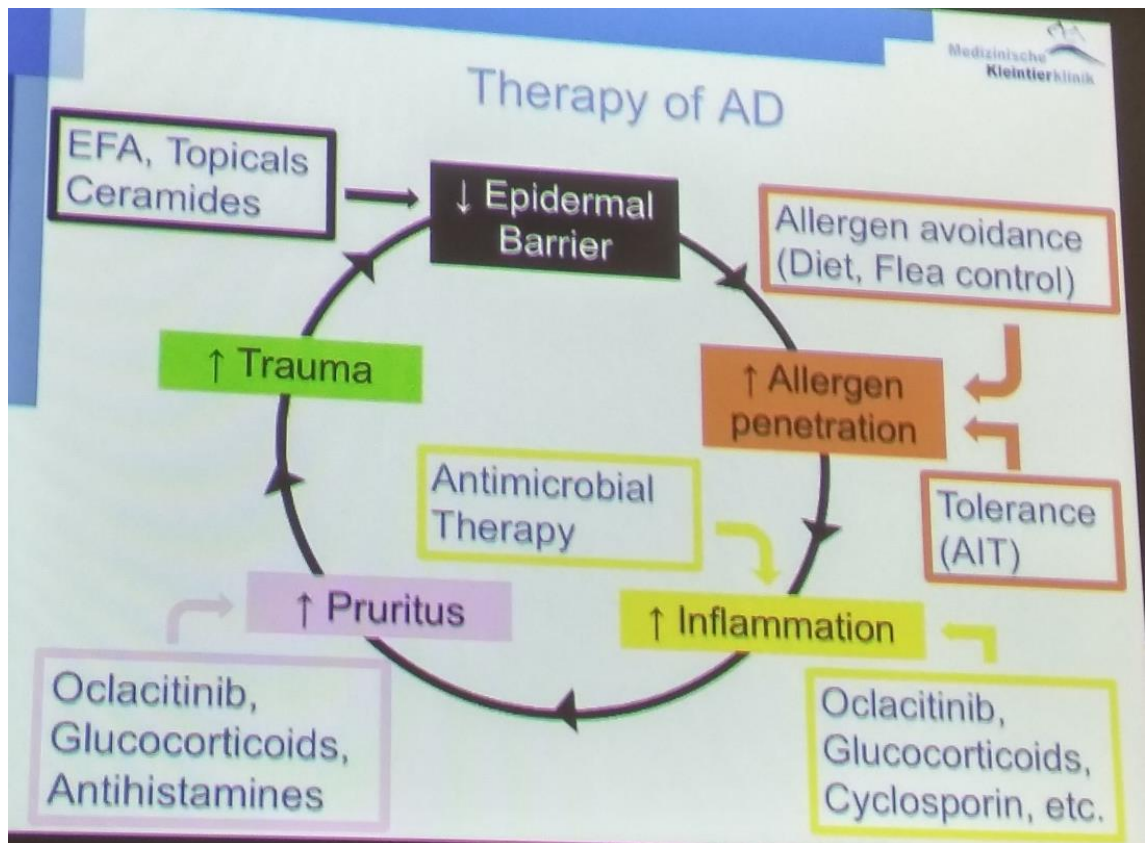 Medizinische
Kleintierklinik
Therapy of AD
EFA, Topicals
Ceramides
↓ Epidermal
Barrier
Allergen avoidance
(Diet, Flea control)
↑ Trauma
↑ Allergen
penetration
Antimicrobial
Therapy
Tolerance
(AIT)
↑ Pruritus
↑ Inflammation
Oclacitinib,
Glucocorticoids,
Antihistamines
Oclacitinib,
Glucocorticoids,
Cyclosporin, etc.